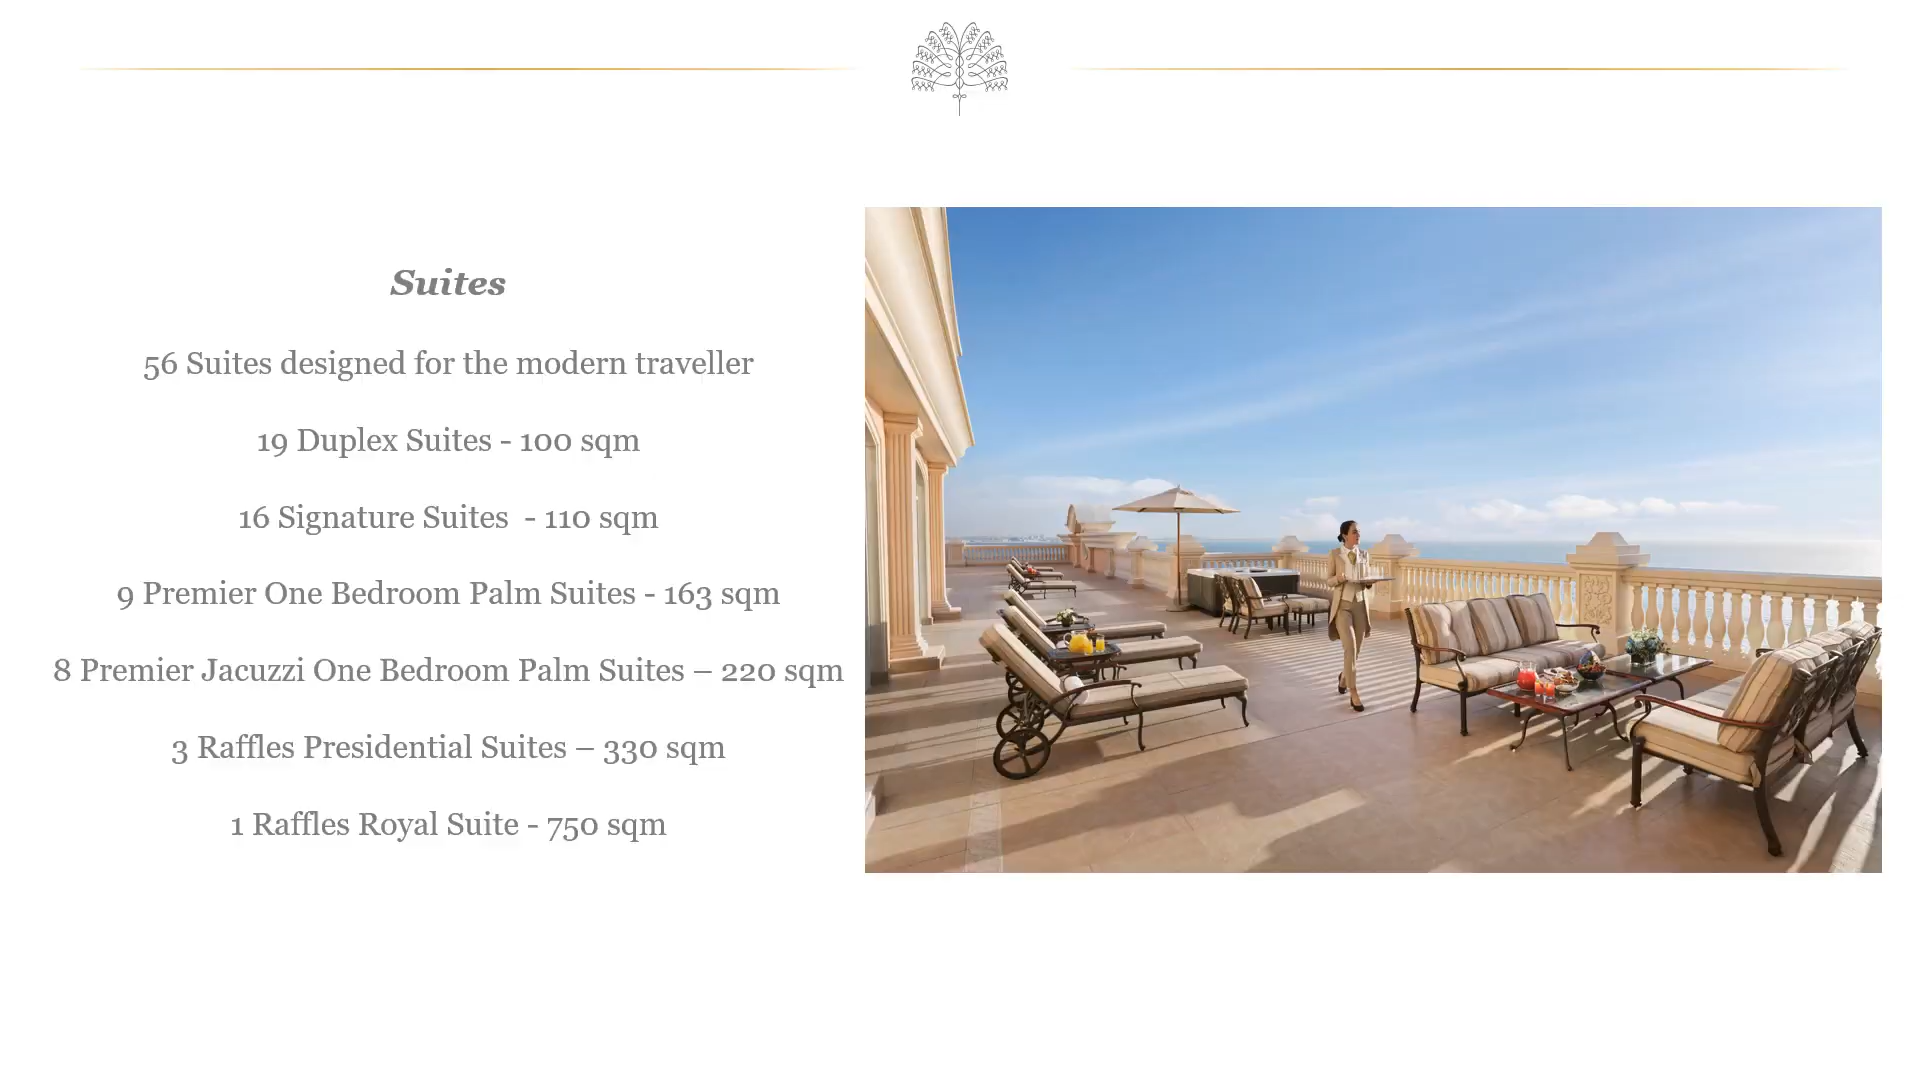 Suites
56 Suites designed for the modern traveller
19 Duplex Suites - 100 sqm
16 Signature Suites  - 110 sqm
9 Premier One Bedroom Palm Suites - 163 sqm
8 Premier Jacuzzi One Bedroom Palm Suites – 220 sqm
3 Raffles Presidential Suites – 330 sqm
1 Raffles Royal Suite - 750 sqm